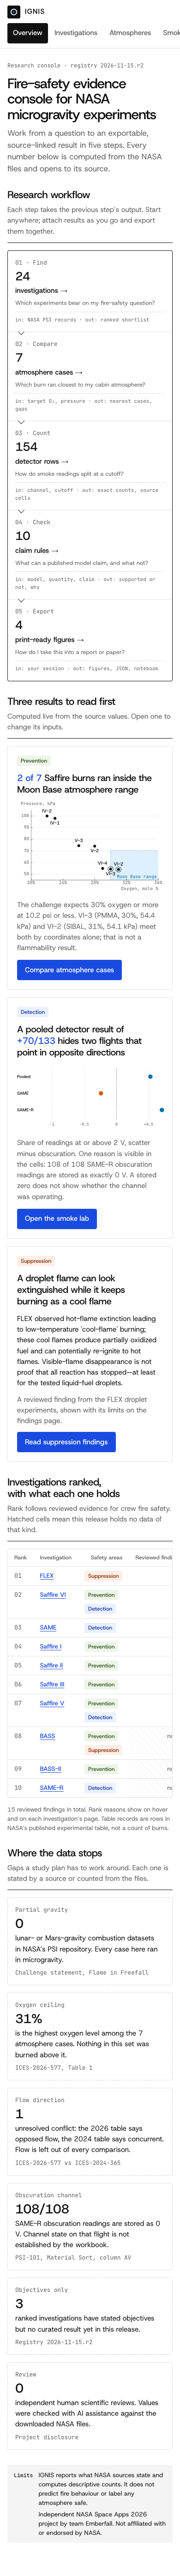 IGNIS
Overview Investigations Atmospheres Smok
Research console · registry 2026-11-15.r2
Fire-safety evidence
console for NASA
microgravity experiments
Work from a question to an exportable,
source-linked result in five steps. Every
number below is computed from the NASA
files and opens to its source.
Research workflow
Each step takes the previous step's output. Start
anywhere; attach results as you go and export
them together.
01 · Find
24
investigations →
Which experiments bear on my fire-safety question?
in: NASA PSI records · out: ranked shortlist
02 · Compare
7
atmosphere cases →
Which burn ran closest to my cabin atmosphere?
in: target O₂, pressure · out: nearest cases,
gaps
03 · Count
154
detector rows →
How do smoke readings split at a cutoff?
in: channel, cutoff · out: exact counts, source
cells
04 · Check
10
claim rules →
What can a published model claim, and what not?
in: model, quantity, claim · out: supported or
not, why
05 · Export
4
print-ready figures →
How do I take this into a report or paper?
in: your session · out: figures, JSON, notebook
Three results to read first
Computed live from the source values. Open one to
change its inputs.
Prevention
2 of 7 Saffire burns ran inside the
Moon Base atmosphere range
Pressure, kPa
100
90
80
70
60
50
IV-2
IV-1
V-3
V-2
VI-4
VI-2
VI-3
Moon Base range
20% 24% 28% 32% 36%
Oxygen, mole %
The challenge expects 30% oxygen or more
at 10.2 psi or less. VI-3 (PMMA, 30%, 54.4
kPa) and VI-2 (SIBAL, 31%, 54.1 kPa) meet
both by coordinates alone; that is not a
flammability result.
Compare atmosphere cases
Detection
A pooled detector result of
+70/133 hides two flights that
point in opposite directions
Pooled
SAME
SAME-R
-1 -0.5 0 +0.5
Share of readings at or above 2 V, scatter
minus obscuration. One reason is visible in
the cells: 108 of 108 SAME-R obscuration
readings are stored as exactly 0 V. A stored
zero does not show whether the channel
was operating.
Open the smoke lab
Suppression
A droplet flame can look
extinguished while it keeps
burning as a cool flame
FLEX observed hot-flame extinction leading
to low-temperature 'cool-flame' burning;
these cool flames produce partially oxidized
fuel and can potentially re-ignite to hot
flames. Visible-flame disappearance is not
proof that all reaction has stopped—at least
for the tested liquid-fuel droplets.
A reviewed finding from the FLEX droplet
experiments, shown with its limits on the
findings page.
Read suppression findings
Investigations ranked,
with what each one holds
Rank follows reviewed evidence for crew fire safety.
Hatched cells mean this release holds no data of
that kind.
Rank Investigation Safety areas Reviewed findi
01 FLEX Suppression
02 Saffire VI Prevention
Detection
03 SAME Detection
04 Saffire I Prevention
05 Saffire II Prevention
06 Saffire III Prevention
07 Saffire V Prevention
Detection
08 BASS Prevention no
Suppression
09 BASS-II Prevention no
10 SAME-R Detection no
15 reviewed findings in total. Rank reasons show on hover
and on each investigation's page. Table records are rows in
NASA's published experimental table, not a count of burns.
Where the data stops
Gaps a study plan has to work around. Each one is
stated by a source or counted from the files.
Partial gravity
0
lunar- or Mars-gravity combustion datasets
in NASA's PSI repository. Every case here ran
in microgravity.
Challenge statement, Flame in Freefall
Oxygen ceiling
31%
is the highest oxygen level among the 7
atmosphere cases. Nothing in this set was
burned above it.
ICES-2026-577, Table 1
Flow direction
1
unresolved conflict: the 2026 table says
opposed flow, the 2024 table says concurrent.
Flow is left out of every comparison.
ICES-2026-577 vs ICES-2024-365
Obscuration channel
108/108
SAME-R obscuration readings are stored as 0
V. Channel state on that flight is not
established by the workbook.
PSI-101, Material Sort, column AV
Objectives only
3
ranked investigations have stated objectives
but no curated result yet in this release.
Registry 2026-11-15.r2
Review
0
independent human scientific reviews. Values
were checked with AI assistance against the
downloaded NASA files.
Project disclosure
Limits IGNIS reports what NASA sources state and
computes descriptive counts. It does not
predict fire behaviour or label any
atmosphere safe.
Independent NASA Space Apps 2026
project by team Emberfall. Not affiliated with
or endorsed by NASA.